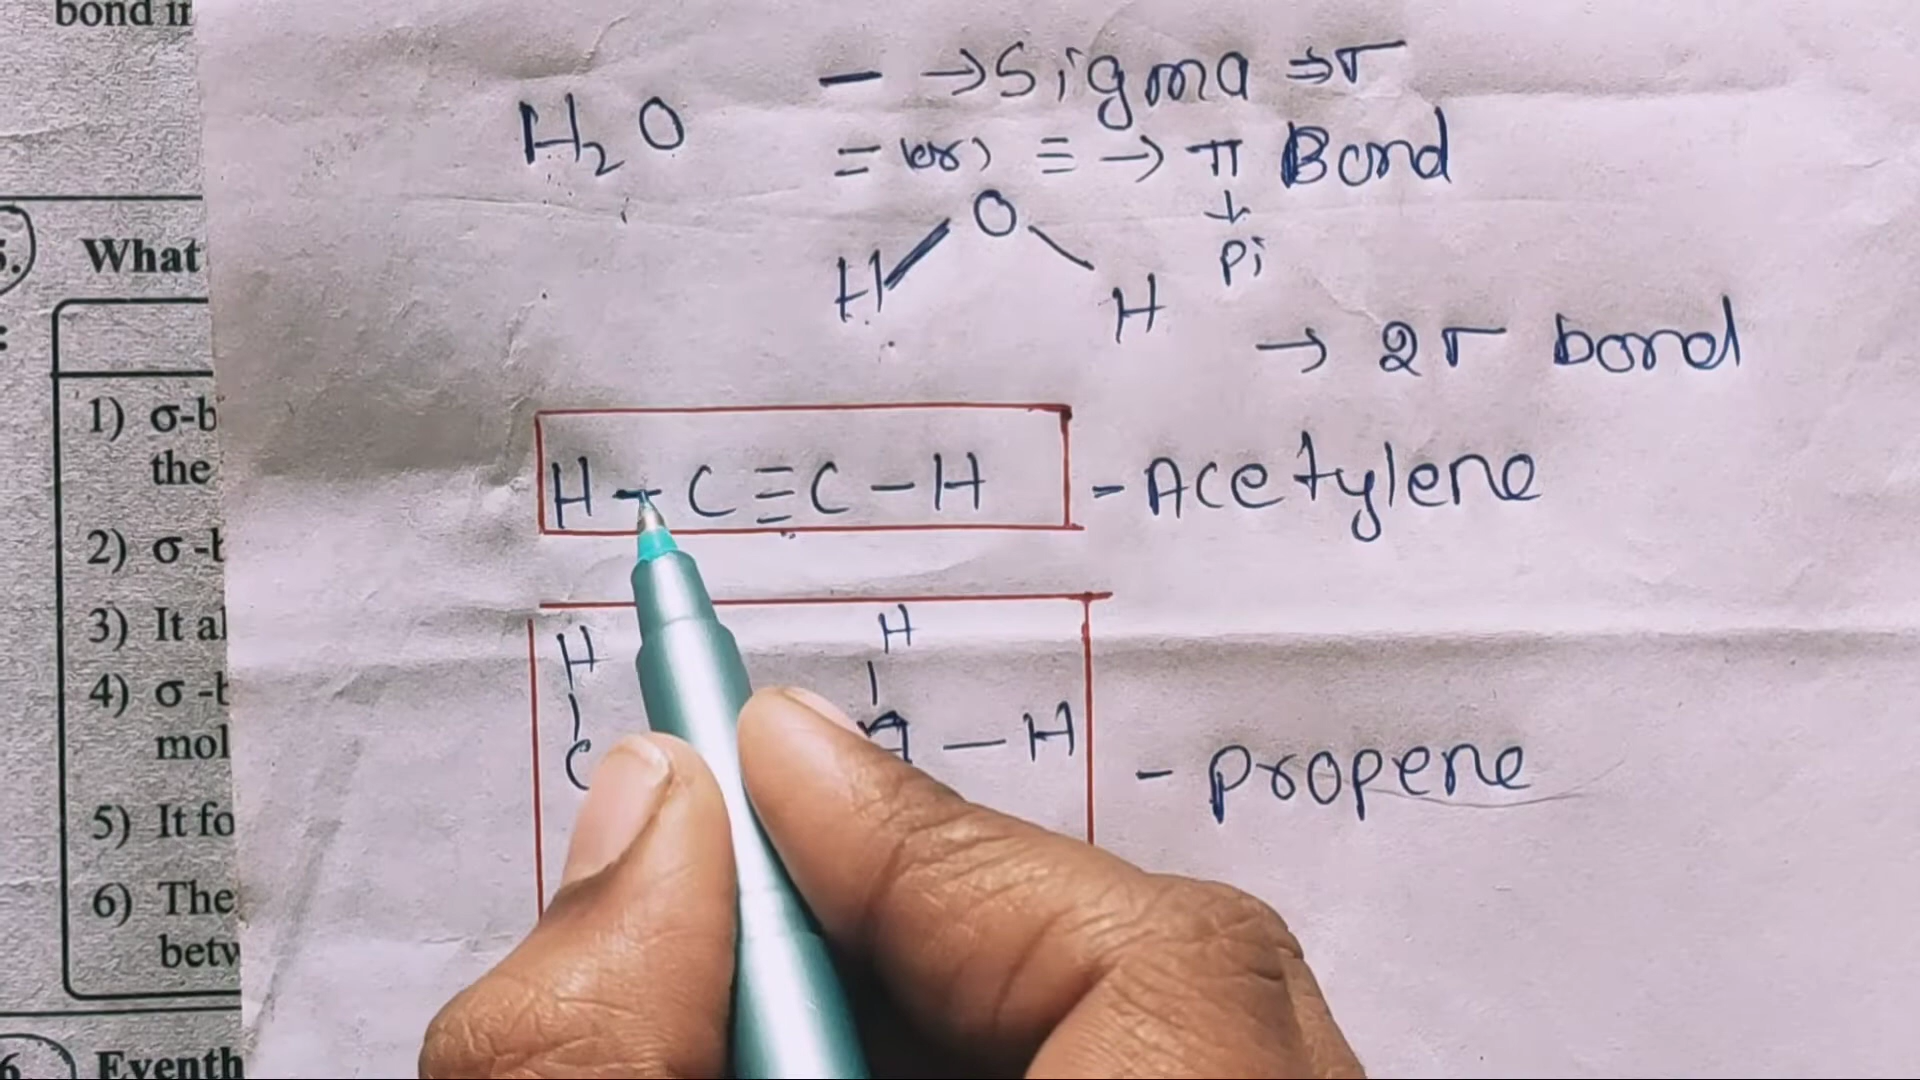 bond in
H₂O
— → Sigma ⇒ σ
= (or) ≡ → π Bond
↓
Pi
O
H H
→ 2σ bond
H - C ≡ C - H - Acetylene
H H
C - H
- Propene
5. What
1) σ-b
the
2) σ-b
3) It al
4) σ-b
mol
5) It fo
6) The
betw
6. Eventh